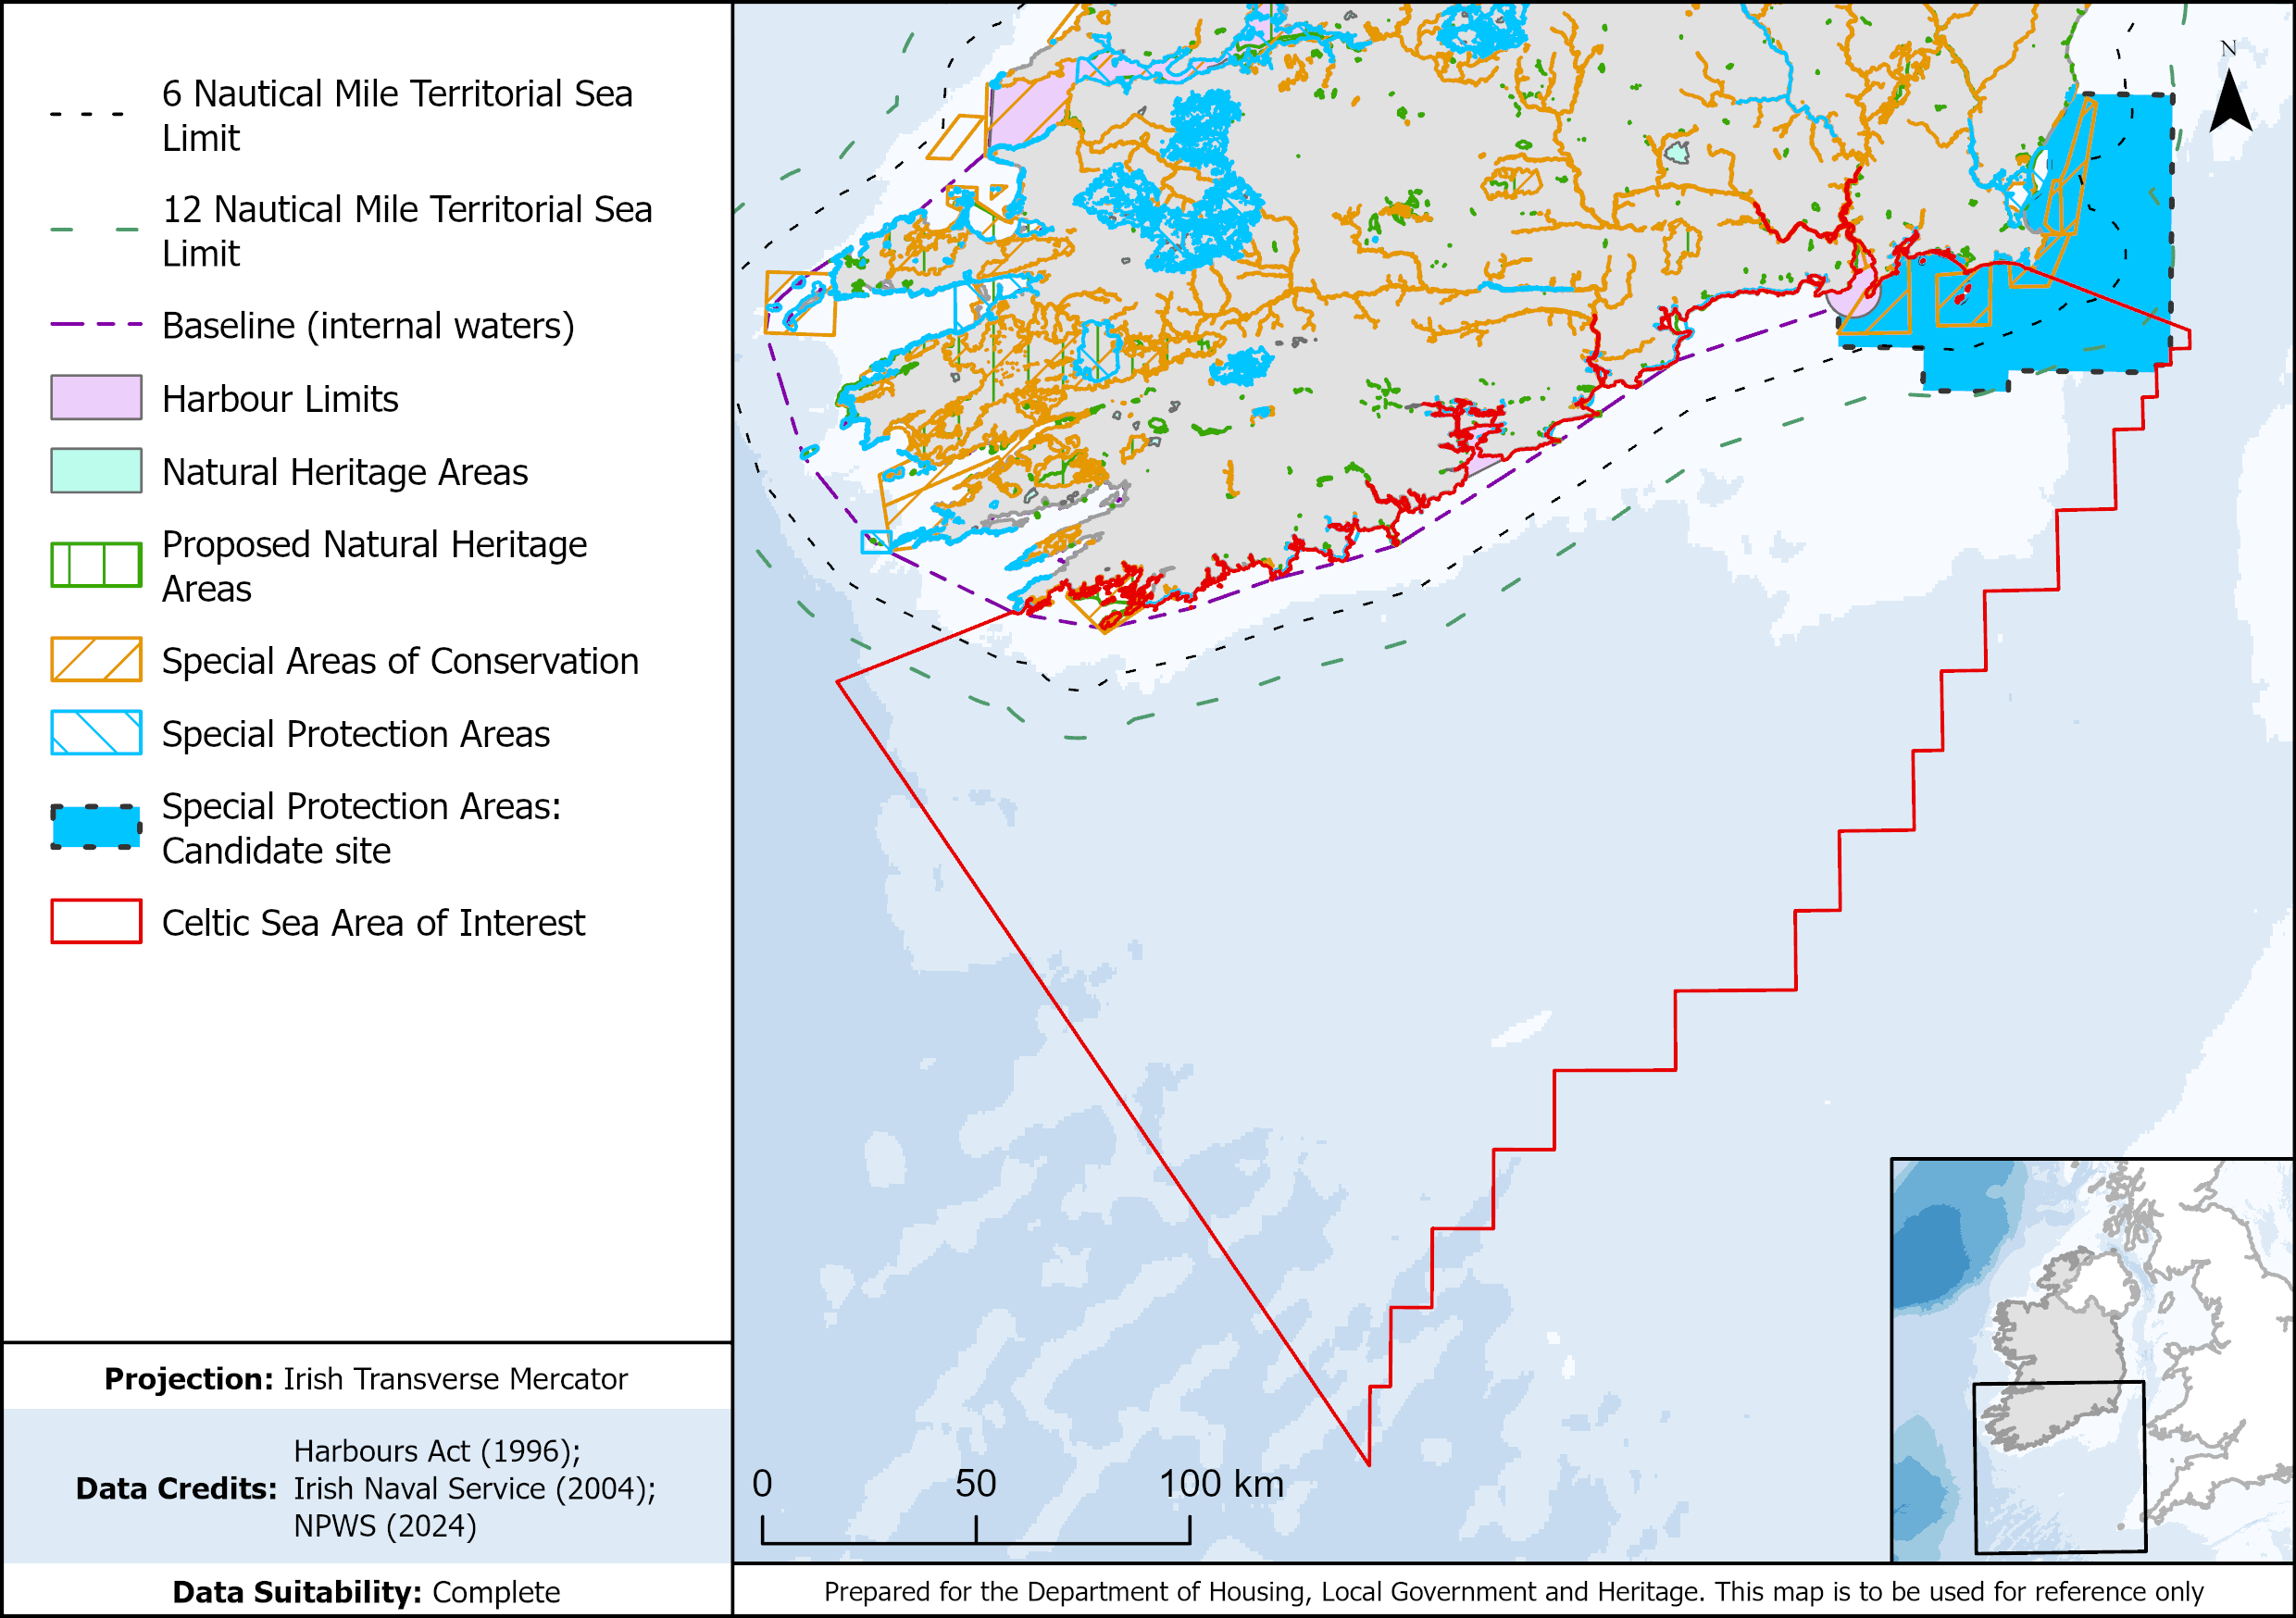 6 Nautical Mile Territorial Sea
Limit
12 Nautical Mile Territorial Sea
Limit
Baseline (internal waters)
Harbour Limits
Natural Heritage Areas
Proposed Natural Heritage
Areas
Special Areas of Conservation
Special Protection Areas
Special Protection Areas:
Candidate site
Celtic Sea Area of Interest
Projection: Irish Transverse Mercator
Data Credits: Harbours Act (1996);
Irish Naval Service (2004);
NPWS (2024)
Data Suitability: Complete
N
0 50 100 km
Prepared for the Department of Housing, Local Government and Heritage. This map is to be used for reference only